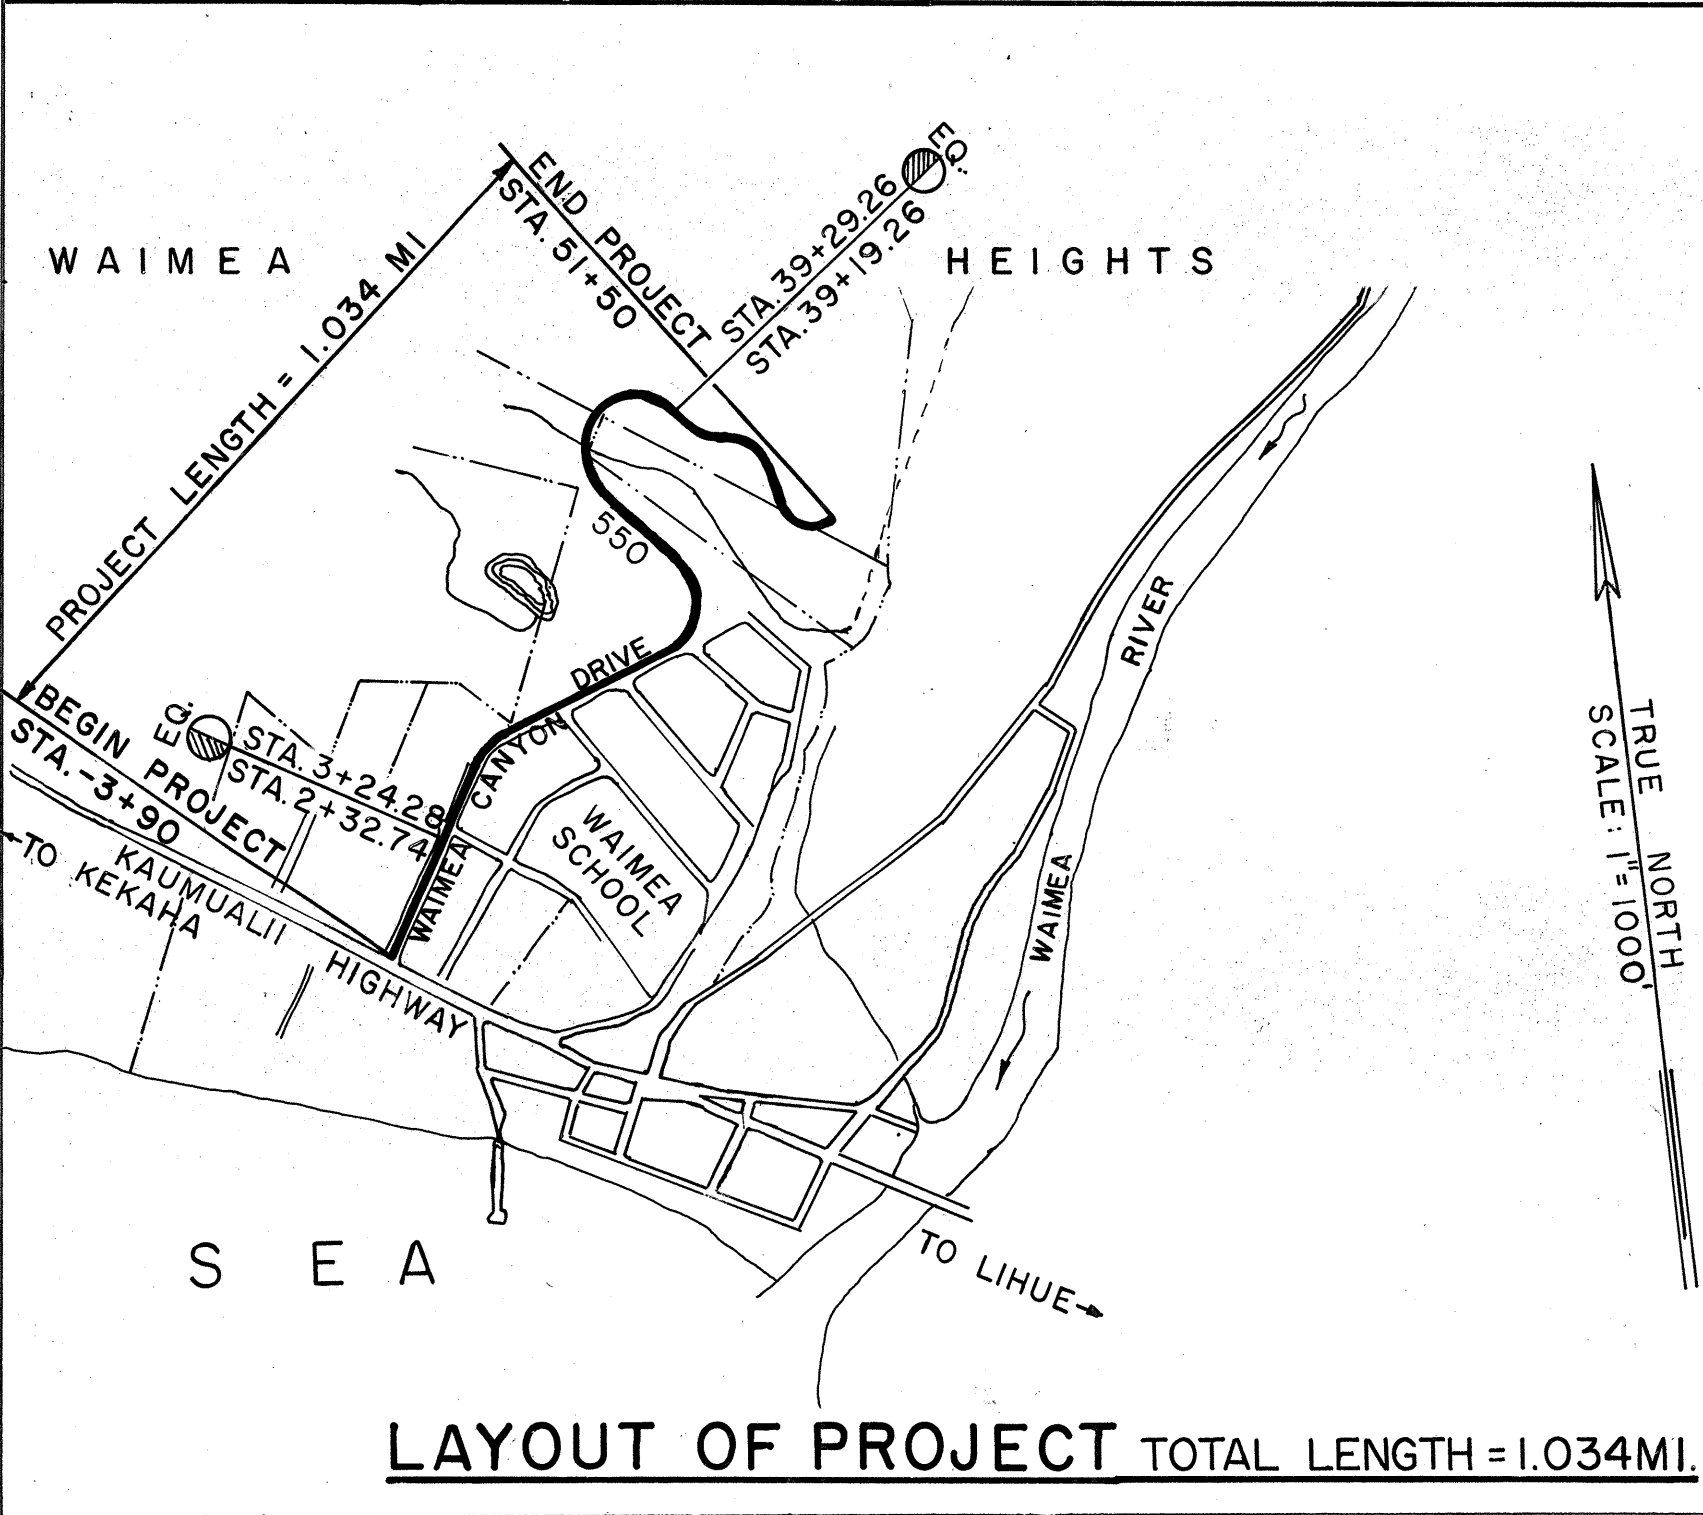 WAIMEA HEIGHTS
END PROJECT
STA. 51+50
EQ.
STA. 39+29.26
STA. 39+19.26
PROJECT LENGTH = 1.034 MI
550
RIVER
DRIVE
CANYON
WAIMEA
BEGIN PROJECT
STA. -3+90
EQ.
STA. 3+24.28
STA. 2+32.748
WAIMEA
SCHOOL
TRUE NORTH
SCALE: 1"=1000'
WAIMEA
←TO KEKAHA
KAUMUALII
HIGHWAY
SEA
TO LIHUE→
LAYOUT OF PROJECT TOTAL LENGTH = 1.034 MI.